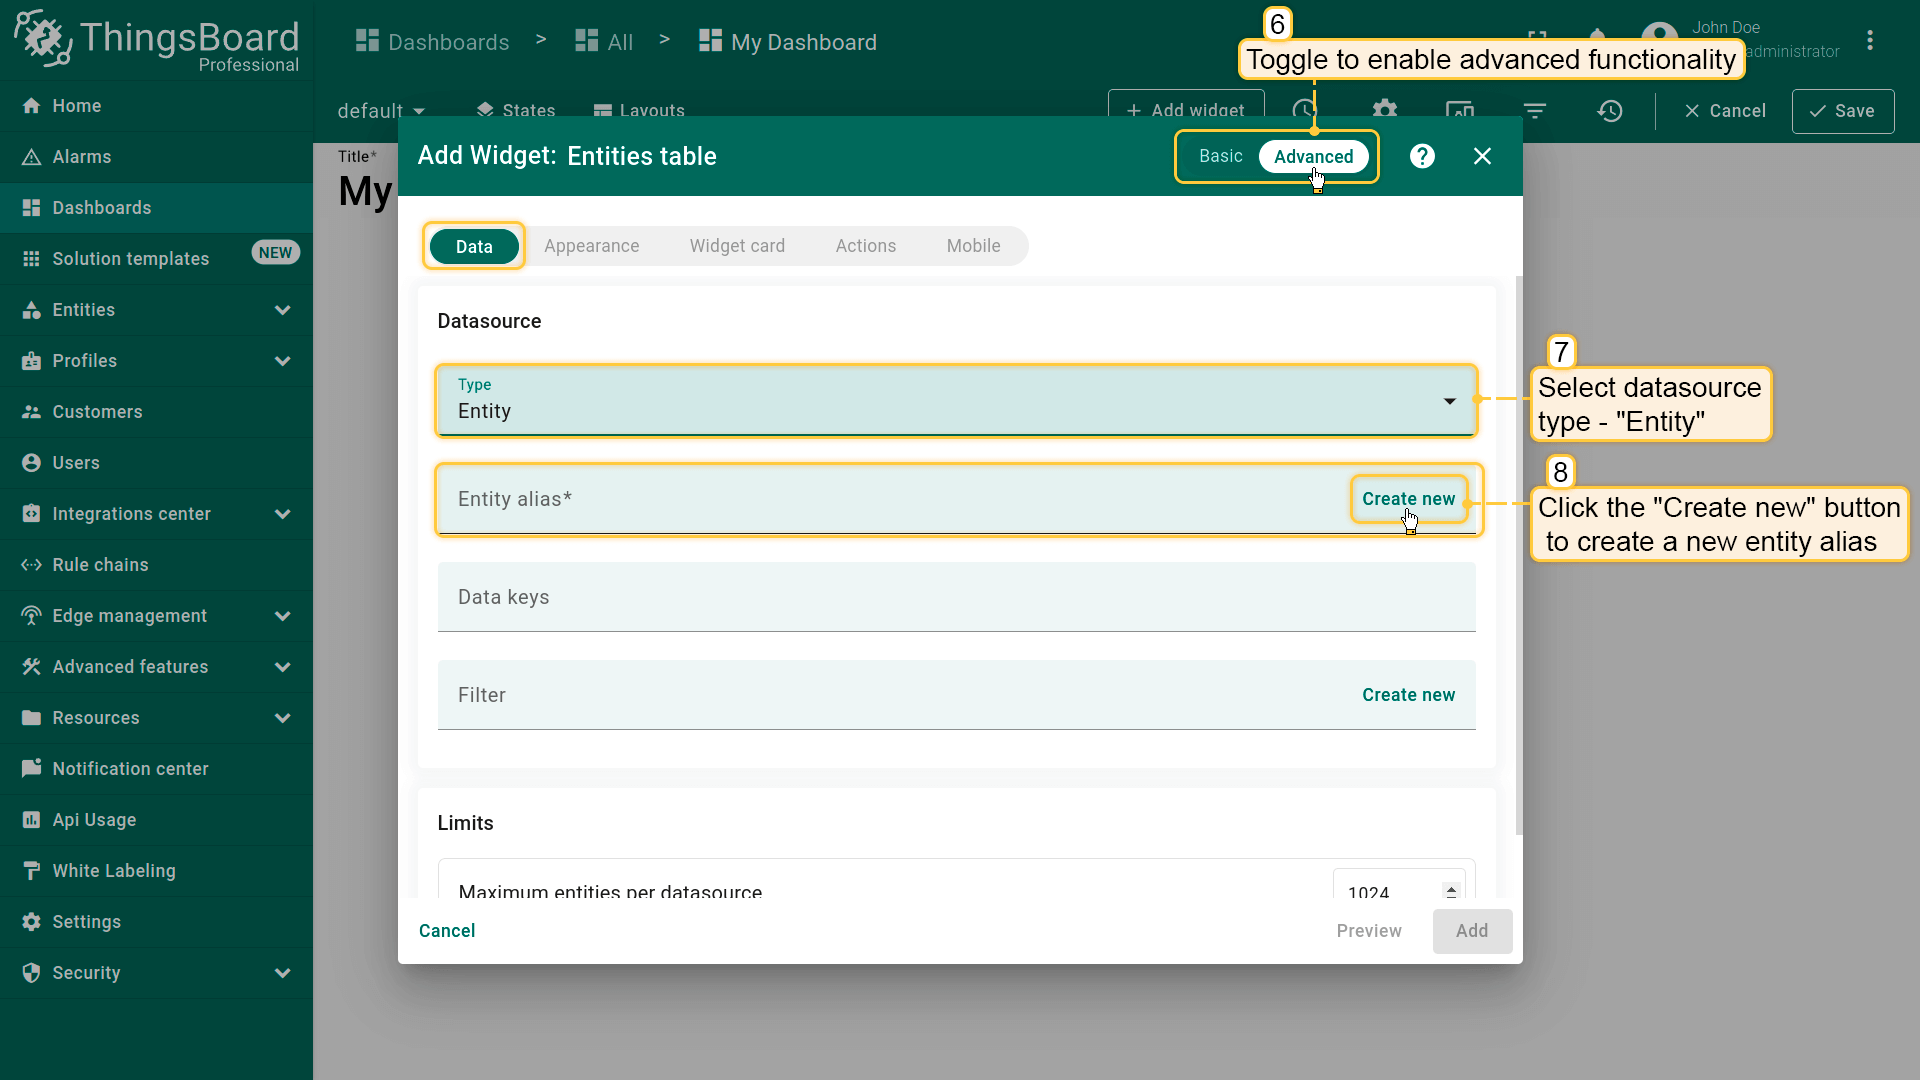 ThingsBoard
Professional
Dashboards > All > My Dashboard
6
Toggle to enable advanced functionality
John Doe
administrator
Home
Alarms
Dashboards
Solution templates NEW
Entities
Profiles
Customers
Users
Integrations center
Rule chains
Edge management
Advanced features
Resources
Notification center
Api Usage
White Labeling
Settings
Security
default States Layouts + Add widget Cancel Save
Title*
My
Add Widget: Entities table
Basic Advanced
Data Appearance Widget card Actions Mobile
Datasource
Type
Entity
7
Select datasource
type - "Entity"
Entity alias* Create new
8
Click the "Create new" button
to create a new entity alias
Data keys
Filter Create new
Limits
Maximum entities per datasource 1024
Cancel Preview Add